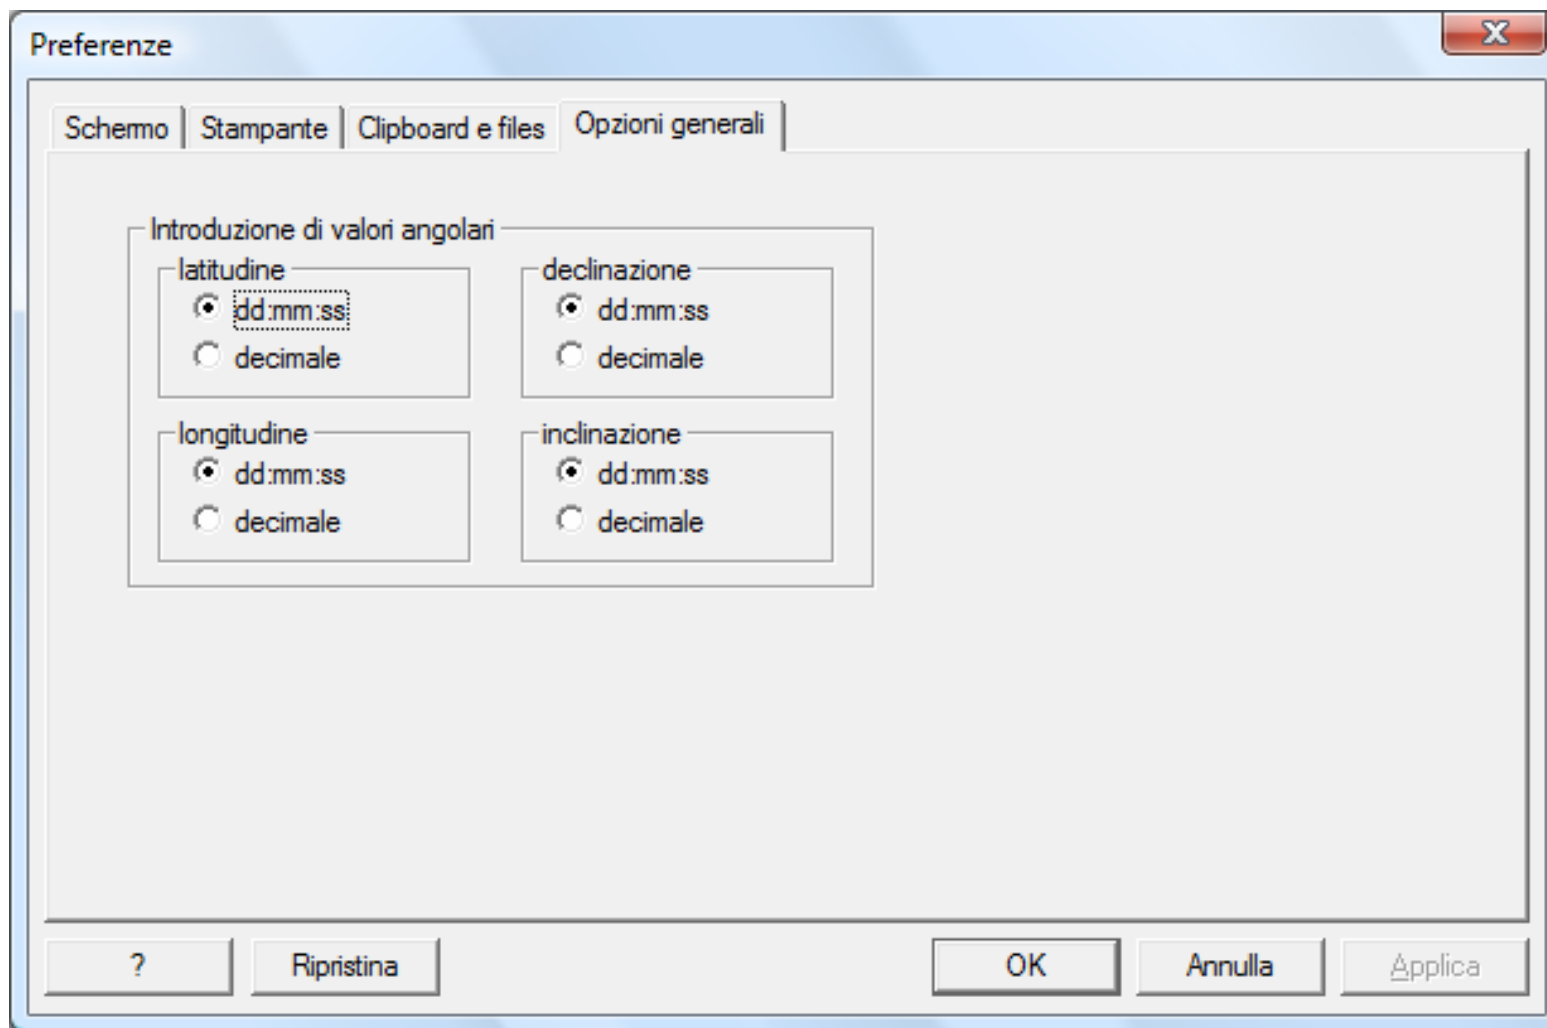 Preferenze
Schermo Stampante Clipboard e files Opzioni generali
Introduzione di valori angolari
latitudine declinazione
dd:mm:ss dd:mm:ss
decimale decimale
longitudine inclinazione
dd:mm:ss dd:mm:ss
decimale decimale
? Ripristina OK Annulla Applica